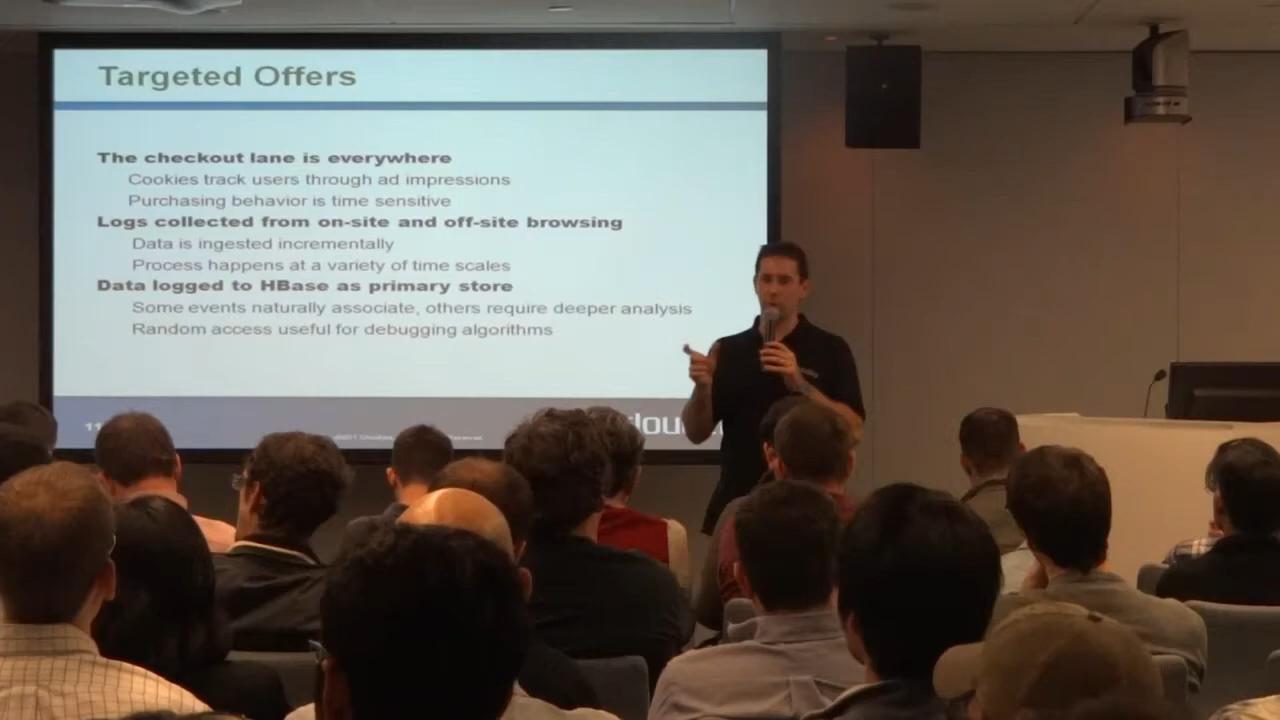 Targeted Offers
The checkout lane is everywhere
Cookies track users through ad impressions
Purchasing behavior is time sensitive
Logs collected from on-site and off-site browsing
Data is ingested incrementally
Process happens at a variety of time scales
Data logged to HBase as primary store
Some events naturally associate, others require deeper analysis
Random access useful for debugging algorithms
11